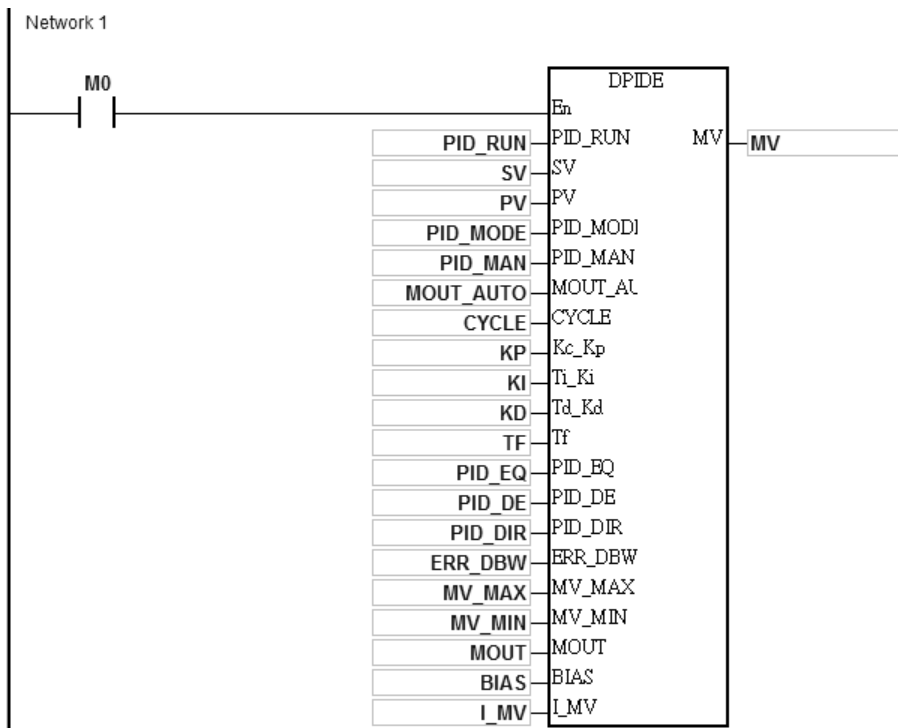 Network 1
M0
DPIDE
En
PID_RUN PID_RUN MV MV
SV SV
PV PV
PID_MODE PID_MODI
PID_MAN PID_MAN
MOUT_AUTO MOUT_AU
CYCLE CYCLE
KP Kc_Kp
KI Ti_Ki
KD Td_Kd
TF Tf
PID_EQ PID_EQ
PID_DE PID_DE
PID_DIR PID_DIR
ERR_DBW ERR_DBW
MV_MAX MV_MAX
MV_MIN MV_MIN
MOUT MOUT
BIAS BIAS
I_MV I_MV